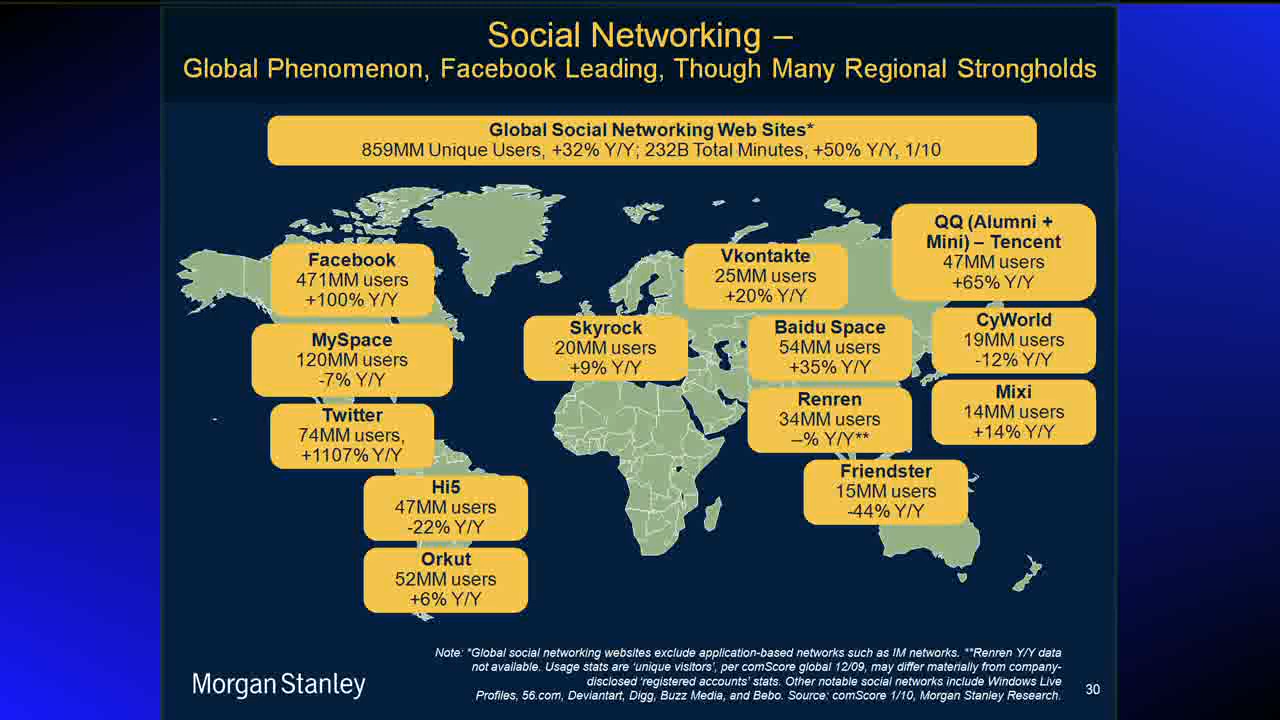 Social Networking –
Global Phenomenon, Facebook Leading, Though Many Regional Strongholds
Global Social Networking Web Sites*
859MM Unique Users, +32% Y/Y; 232B Total Minutes, +50% Y/Y, 1/10
Facebook
471MM users
+100% Y/Y
MySpace
120MM users
-7% Y/Y
Twitter
74MM users,
+1107% Y/Y
Hi5
47MM users
-22% Y/Y
Orkut
52MM users
+6% Y/Y
Skyrock
20MM users
+9% Y/Y
Vkontakte
25MM users
+20% Y/Y
Baidu Space
54MM users
+35% Y/Y
Renren
34MM users
–% Y/Y**
Friendster
15MM users
-44% Y/Y
QQ (Alumni +
Mini) – Tencent
47MM users
+65% Y/Y
CyWorld
19MM users
-12% Y/Y
Mixi
14MM users
+14% Y/Y
Note: *Global social networking websites exclude application-based networks such as IM networks. **Renren Y/Y data
not available. Usage stats are ‘unique visitors’, per comScore global 12/09, may differ materially from company-
disclosed ‘registered accounts’ stats. Other notable social networks include Windows Live
Profiles, 56.com, Deviantart, Digg, Buzz Media, and Bebo. Source: comScore 1/10, Morgan Stanley Research.
Morgan Stanley
30